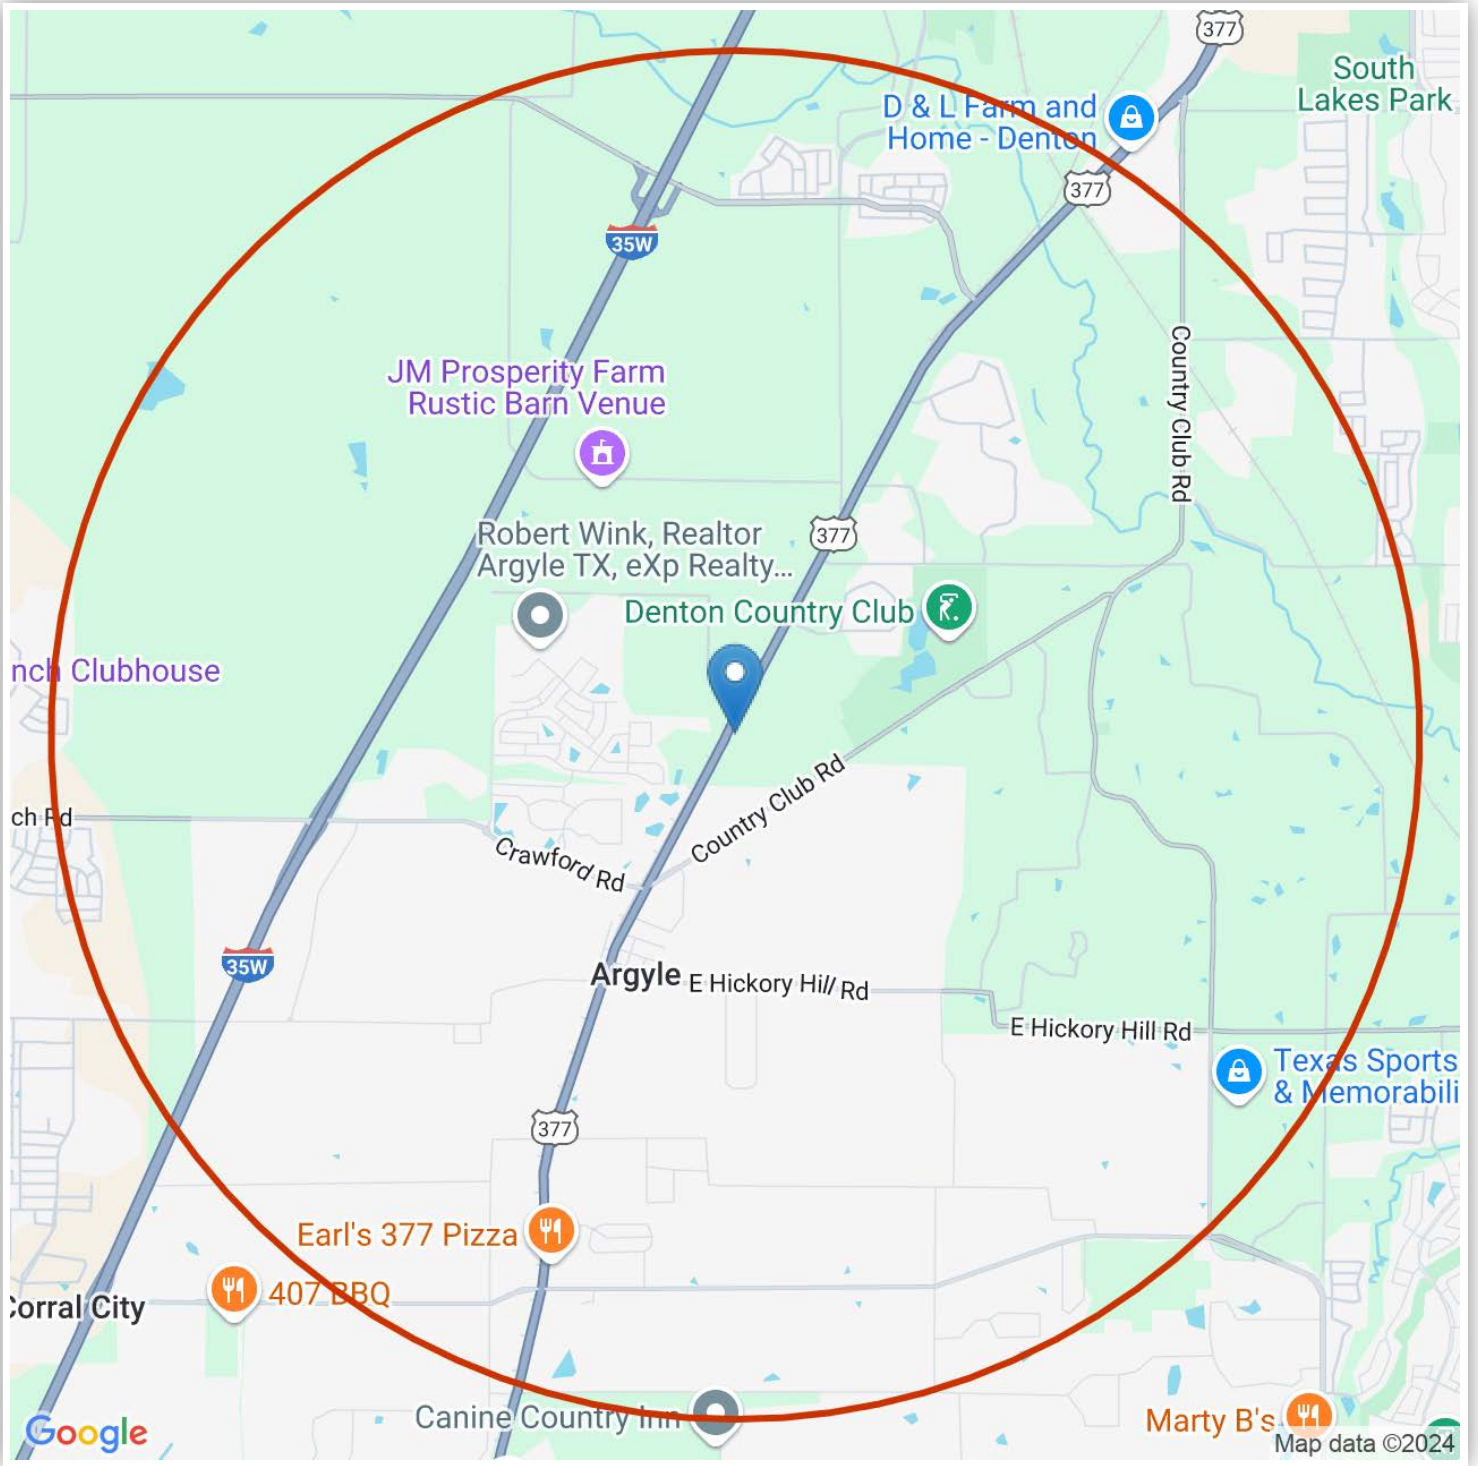 377
South
Lakes Park
D & L Farm and
Home - Denton
377
35W
Country Club Rd
JM Prosperity Farm
Rustic Barn Venue
Robert Wink, Realtor
Argyle TX, eXp Realty...
377
Denton Country Club
nch Clubhouse
Country Club Rd
ch Rd
Crawford Rd
35W
Argyle
E Hickory Hill Rd
E Hickory Hill Rd
Texas Sports
& Memorabili
377
Earl's 377 Pizza
407 BBQ
Corral City
Canine Country Inn
Marty B's
Google
Map data ©2024